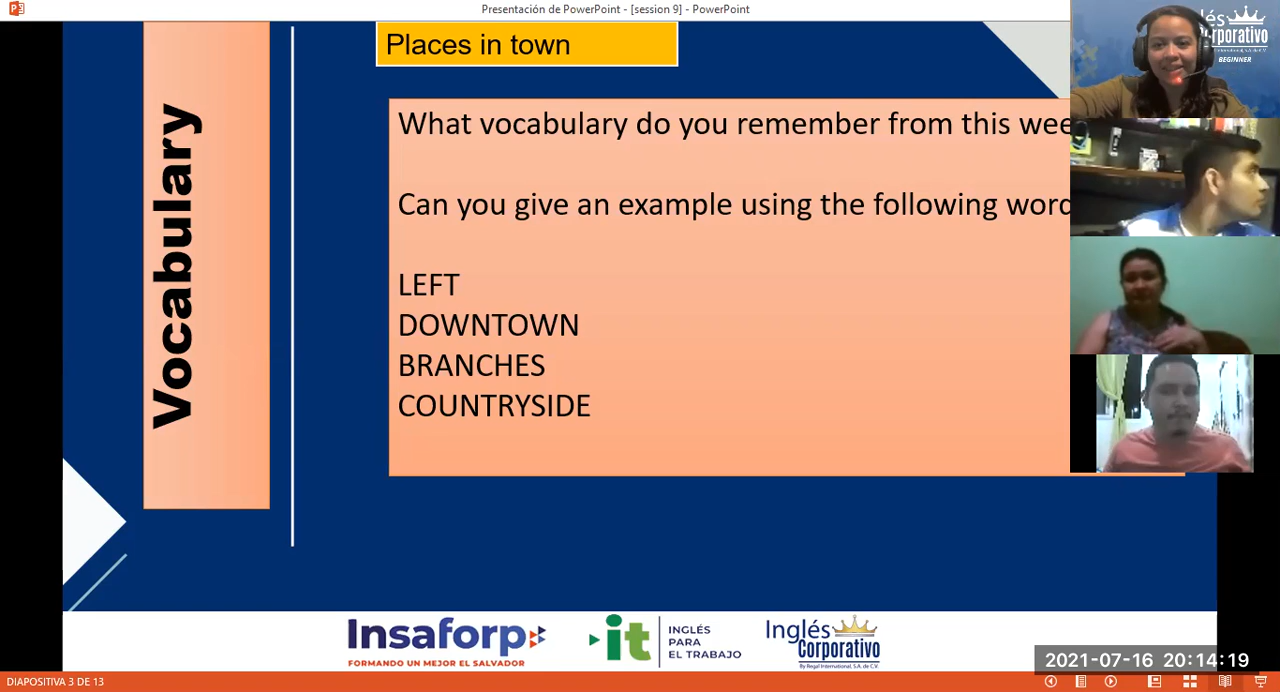 Presentación de PowerPoint - [session 9] - PowerPoint
Places in town
Vocabulary
What vocabulary do you remember from this
Can you give an example using the following
LEFT
DOWNTOWN
BRANCHES
COUNTRYSIDE
BEGINNER
Insaforp
FORMANDO UN MEJOR EL SALVADOR
it
INGLÉS
PARA
EL TRABAJO
Inglés
Corporativo
By Regal International, S.A. de C.V.
2021-07-16 20:14:19
DIAPOSITIVA 3 DE 13